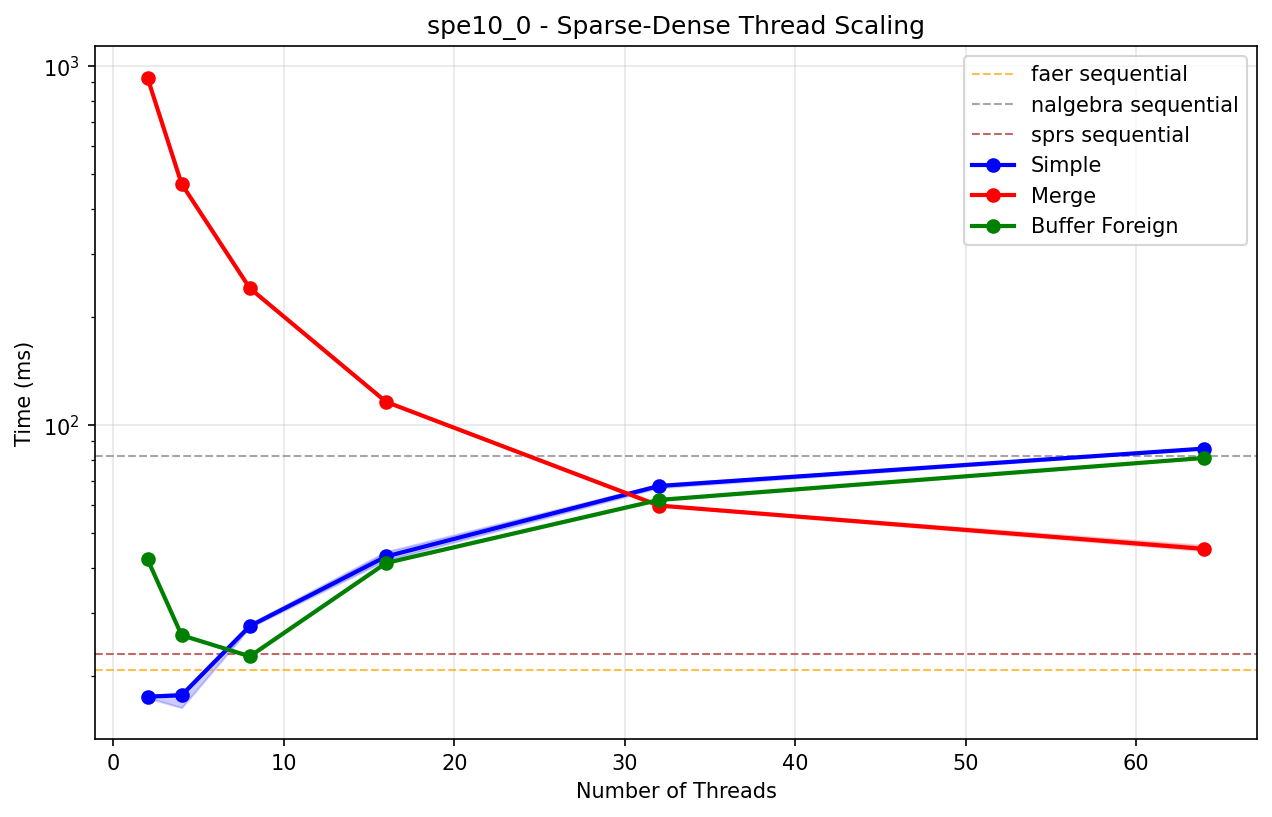 spe10_0 - Sparse-Dense Thread Scaling
faer sequential
nalgebra sequential
sprs sequential
Simple
Merge
Buffer Foreign
10³
10²
Time (ms)
0 10 20 30 40 50 60
Number of Threads